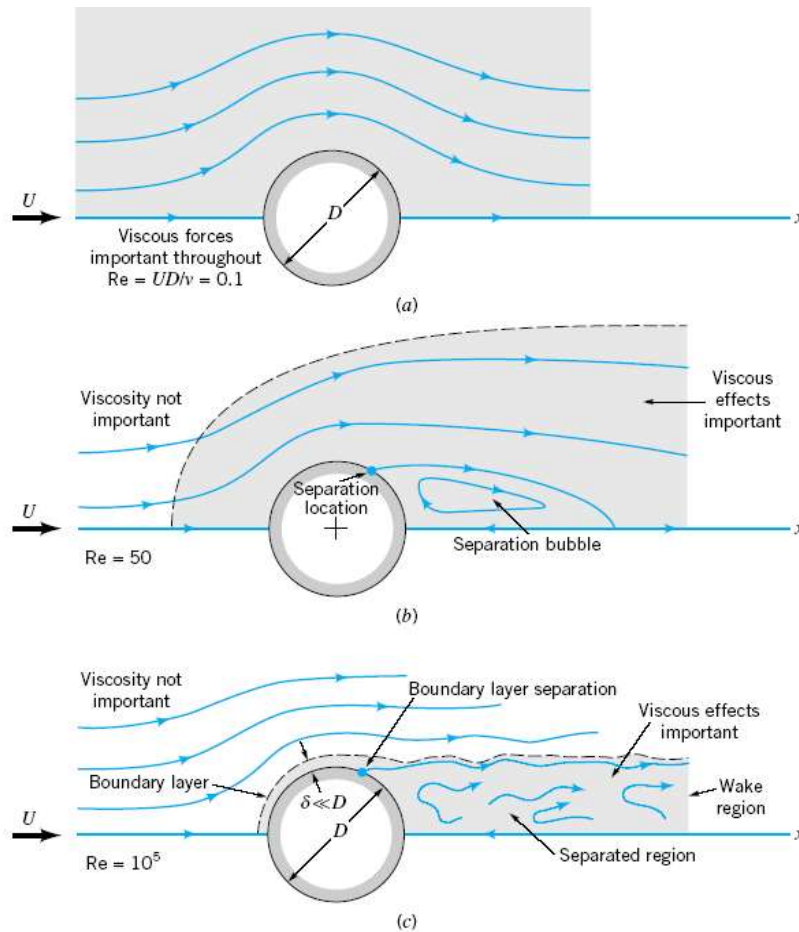 U
D
x
Viscous forces
important throughout
Re = UD/ν = 0.1
(a)
Viscosity not
important
Viscous
effects
important
Separation
location
U
x
Separation bubble
Re = 50
(b)
Viscosity not
important
Boundary layer separation
Viscous effects
important
Boundary layer
δ≪D
Wake
region
U
D
x
Separated region
Re = 10⁵
(c)